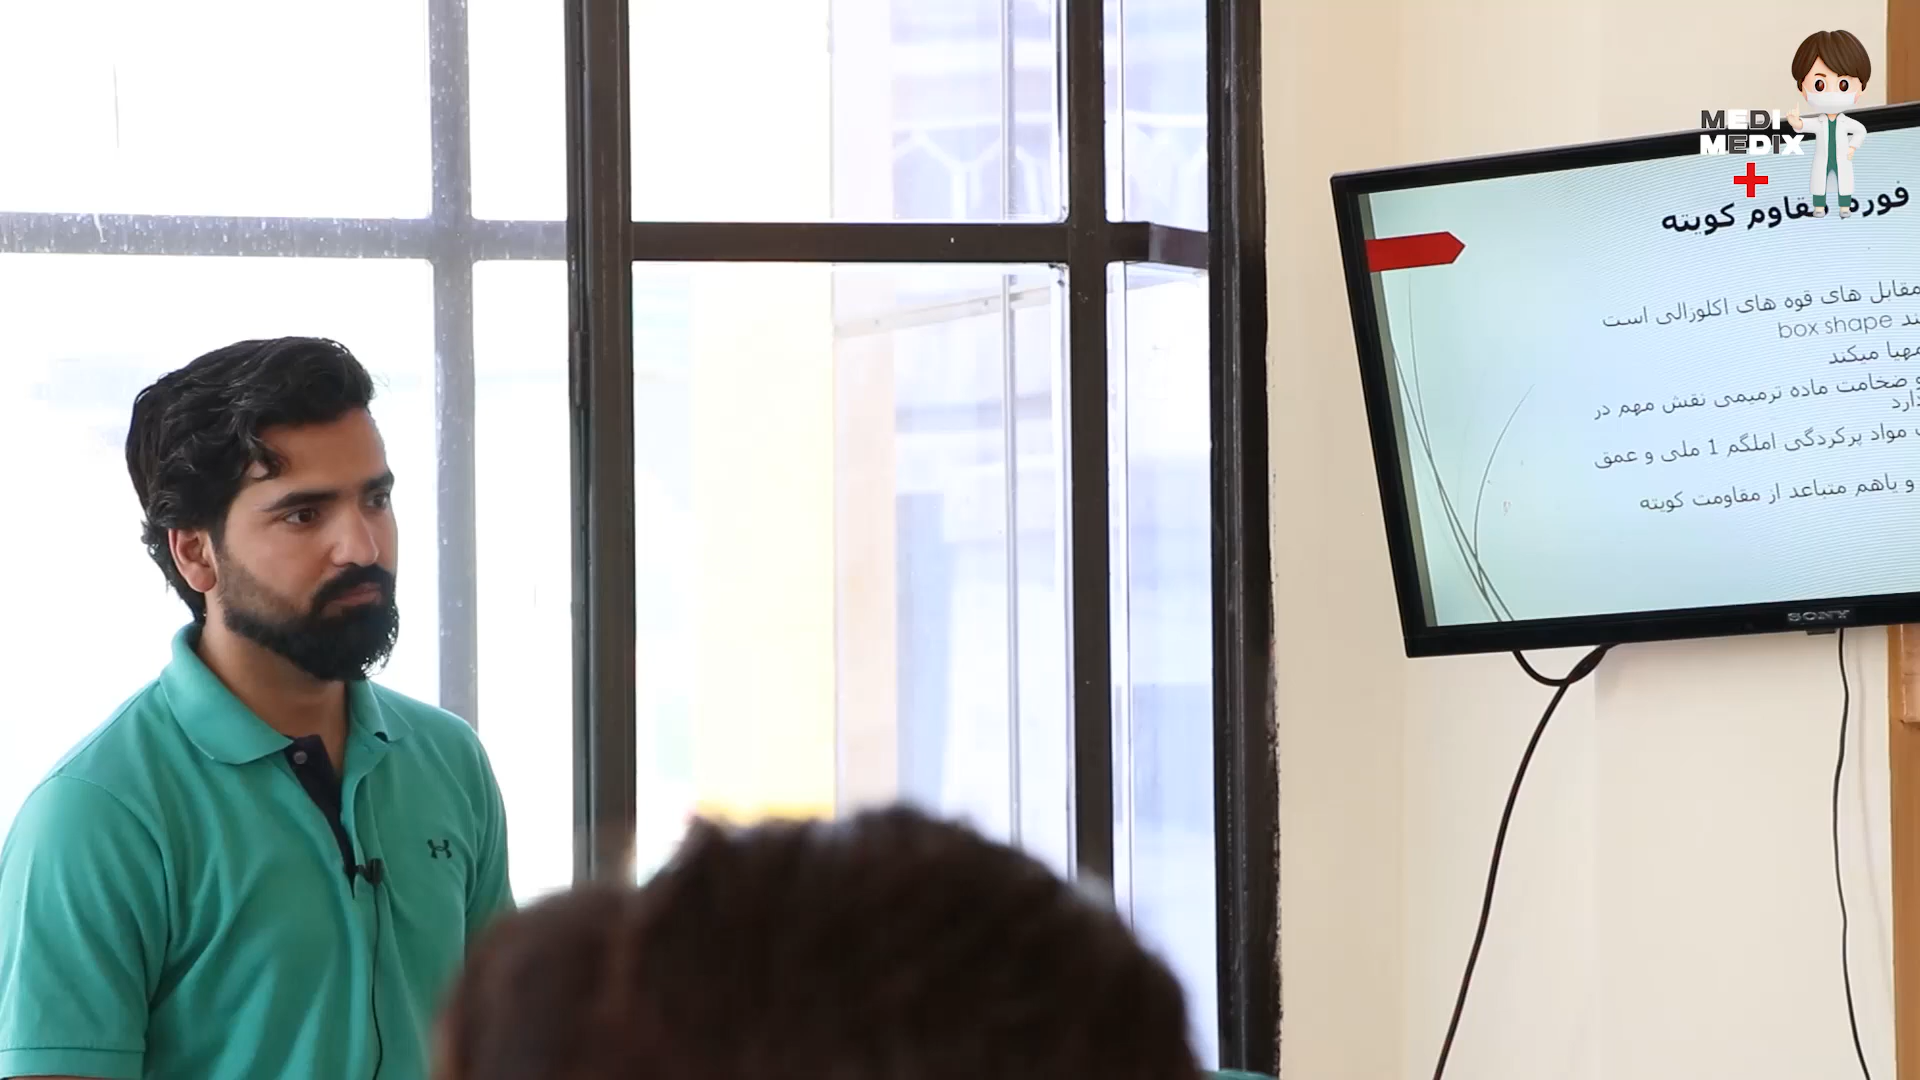 MEDI
MEDIX
فورم مقاوم کویته
مقابل های قوه های اکلوزالی است
box shape
مهیا میکند
و ضخامت ماده ترمیمی نقش مهم در
دارد
مواد پرکردگی املگم 1 ملی و عمق
و یاهم متباعد از مقاومت کویته
SONY